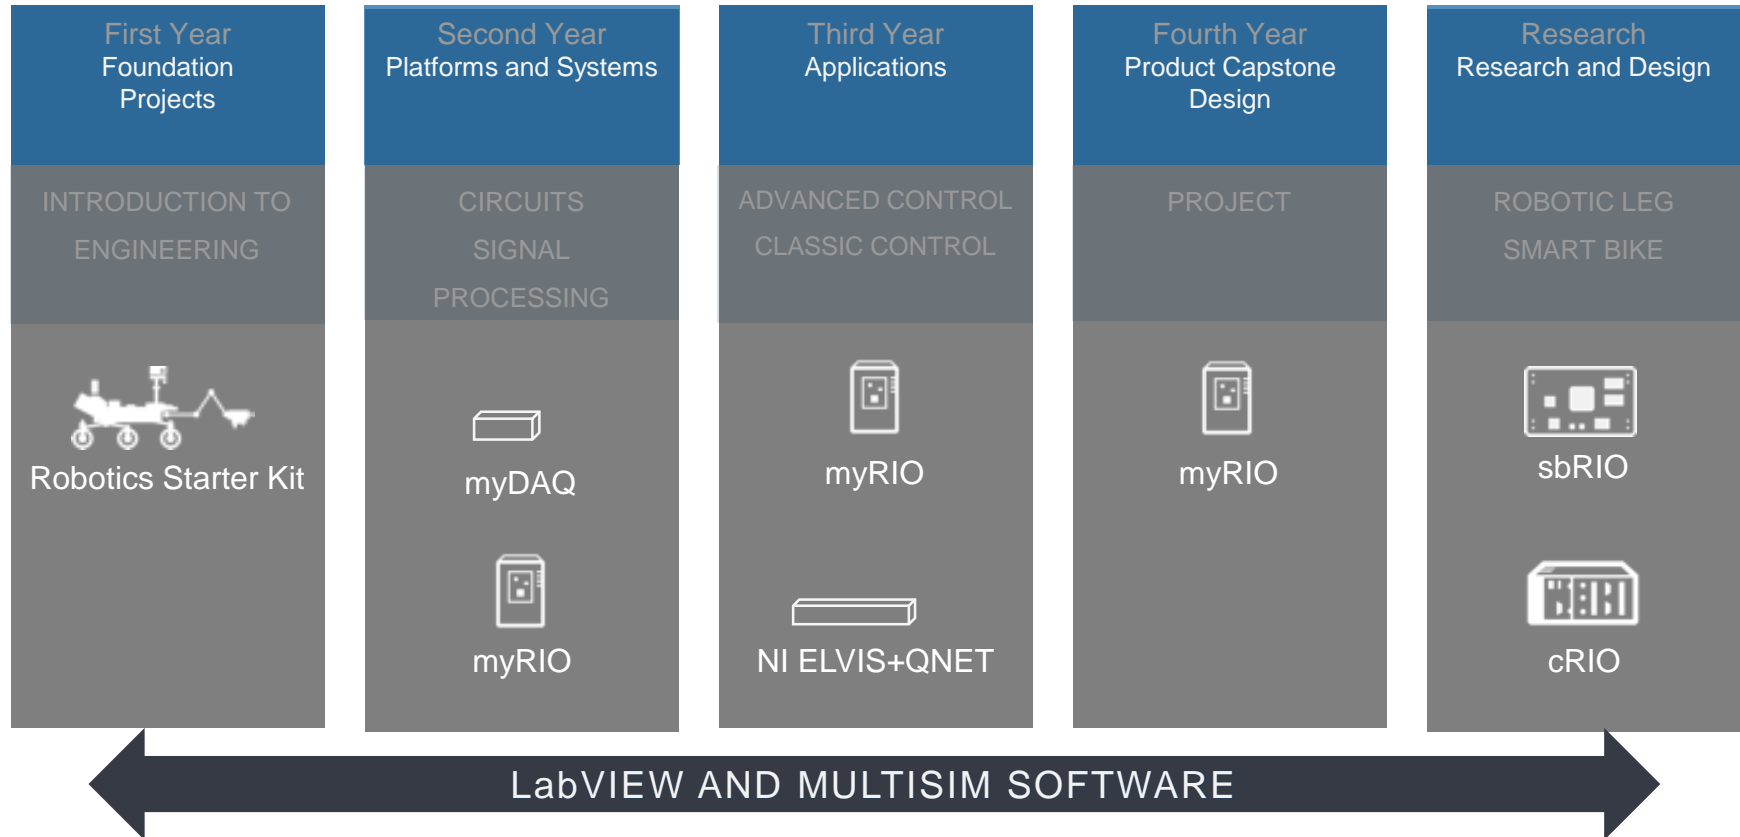 First Year
Foundation
Projects
INTRODUCTION TO
ENGINEERING
Robotics Starter Kit
Second Year
Platforms and Systems
CIRCUITS
SIGNAL
PROCESSING
myDAQ
myRIO
Third Year
Applications
ADVANCED CONTROL
CLASSIC CONTROL
myRIO
NI ELVIS+QNET
Fourth Year
Product Capstone
Design
PROJECT
myRIO
Research
Research and Design
ROBOTIC LEG
SMART BIKE
sbRIO
cRIO
LabVIEW AND MULTISIM SOFTWARE